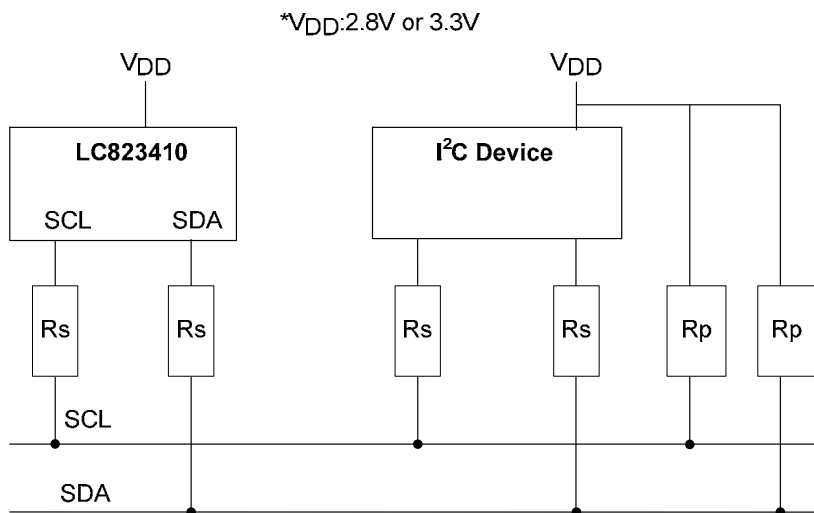 *VDD:2.8V or 3.3V
VDD
VDD
LC823410
I²C Device
SCL SDA
Rs Rs Rs Rs Rp Rp
SCL
SDA